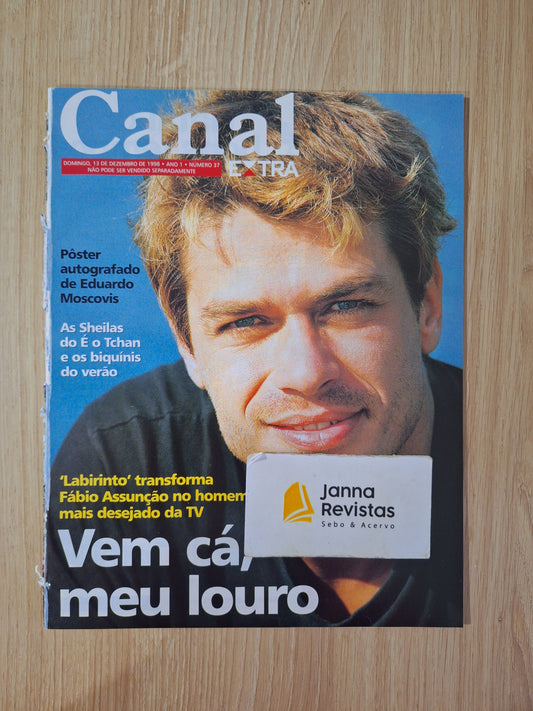 Canal
EXTRA
DOMINGO, 13 DE DEZEMBRO DE 1998 • ANO 1 • NUMERO 37
NÃO PODE SER VENDIDO SEPARADAMENTE
Pôster
autografado
de Eduardo
Moscovis
As Sheilas
do É o Tchan
e os biquínis
do verão
'Labirinto' transforma
Fábio Assunção no homem
mais desejado da TV
Vem cá,
meu louro
Janna
Revistas
Sebo & Acervo